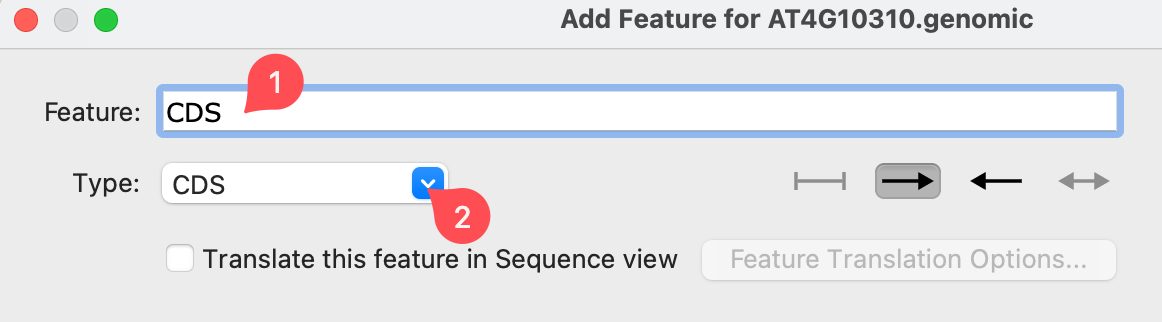 Add Feature for AT4G10310.genomic
1
Feature: CDS
Type: CDS
2
Translate this feature in Sequence view Feature Translation Options...